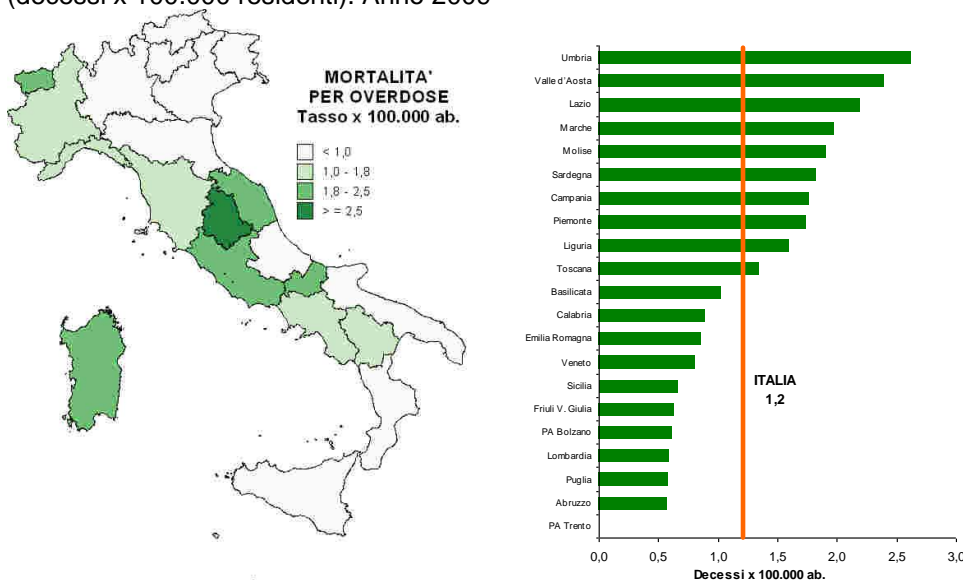 MORTALITA'
PER OVERDOSE
Tasso x 100.000 ab.
< 1,0
1,0 - 1,8
1,8 - 2,5
> = 2,5
Umbria
Valle d'Aosta
Lazio
Marche
Molise
Sardegna
Campania
Piemonte
Liguria
Toscana
Basilicata
Calabria
Emilia Romagna
Veneto
Sicilia
Friuli V. Giulia
PA Bolzano
Lombardia
Puglia
Abruzzo
PA Trento
ITALIA
1,2
0,0 0,5 1,0 1,5 2,0 2,5 3,0
Decessi x 100.000 ab.